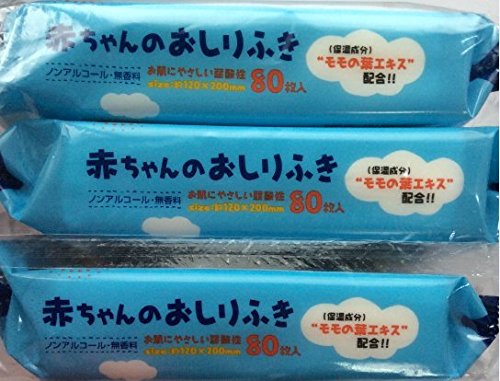 赤ちゃんのおしりふき
(保湿成分)
"モモの葉エキス"
配合!!
ノンアルコール・無香料
お肌にやさしい弱酸性
size:約120×200mm
80枚入
赤ちゃんのおしりふき
(保湿成分)
"モモの葉エキス"
配合!!
ノンアルコール・無香料
お肌にやさしい弱酸性
size:約120×200mm
80枚入
赤ちゃんのおしりふき
(保湿成分)
"モモの葉エキス"
配合!!
ノンアルコール・無香料
お肌にやさしい弱酸性
size:約120×200mm
80枚入